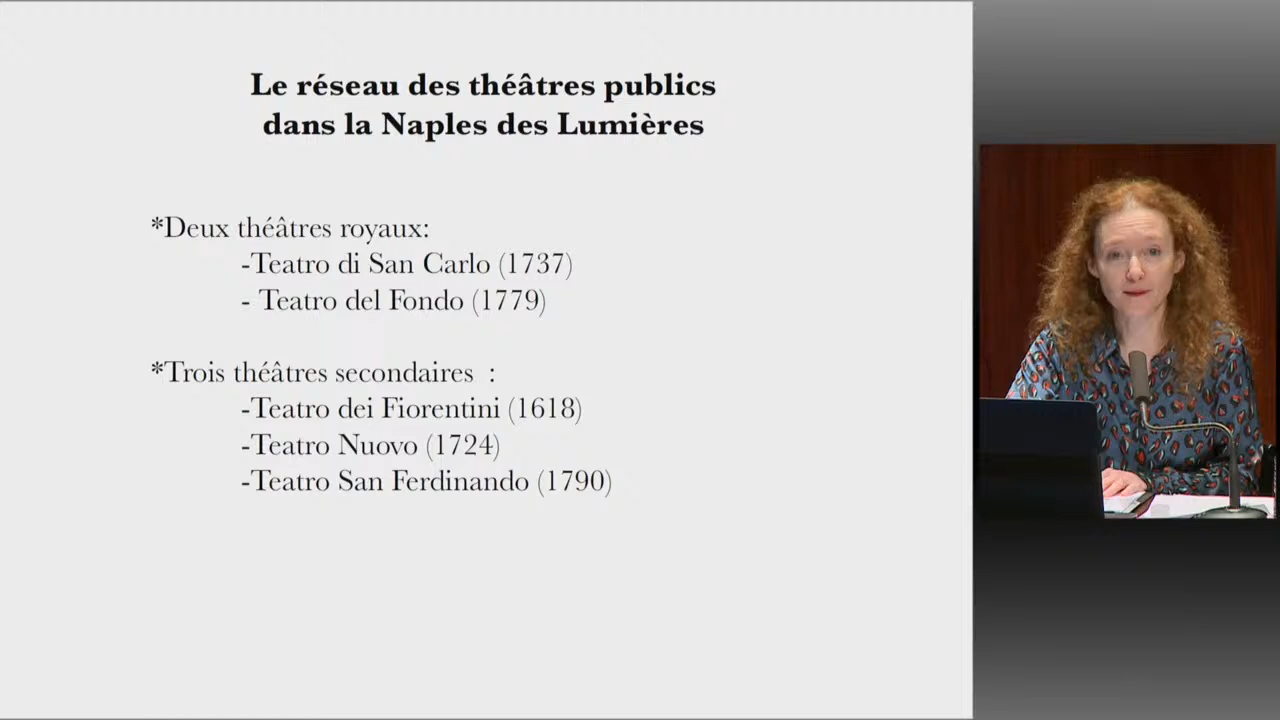 Le réseau des théâtres publics
dans la Naples des Lumières
*Deux théâtres royaux:
-Teatro di San Carlo (1737)
- Teatro del Fondo (1779)
*Trois théâtres secondaires :
-Teatro dei Fiorentini (1618)
-Teatro Nuovo (1724)
-Teatro San Ferdinando (1790)